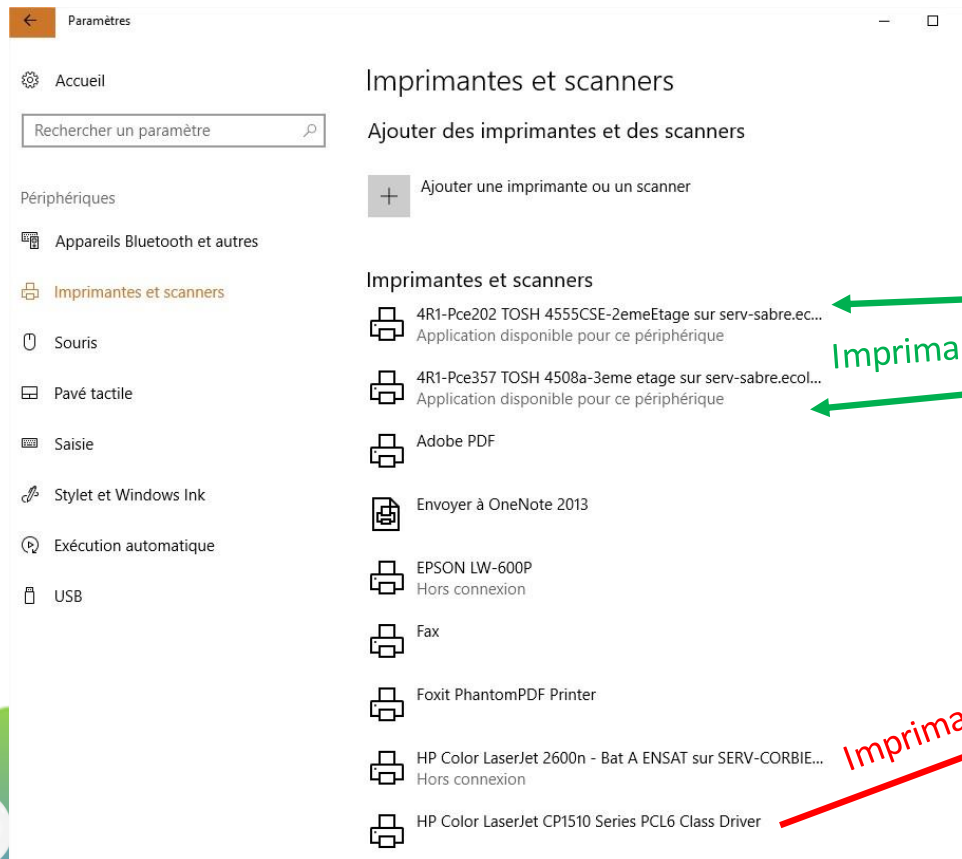 Paramètres
Accueil
Rechercher un paramètre
Périphériques
Appareils Bluetooth et autres
Imprimantes et scanners
Souris
Pavé tactile
Saisie
Stylet et Windows Ink
Exécution automatique
USB
Imprimantes et scanners
Ajouter des imprimantes et des scanners
Ajouter une imprimante ou un scanner
Imprimantes et scanners
4R1-Pce202 TOSH 4555CSE-2emeEtage sur serv-sabre.ec...
Application disponible pour ce périphérique
4R1-Pce357 TOSH 4508a-3eme etage sur serv-sabre.ecol...
Application disponible pour ce périphérique
Imprima
Adobe PDF
Envoyer à OneNote 2013
EPSON LW-600P
Hors connexion
Fax
Foxit PhantomPDF Printer
HP Color LaserJet 2600n - Bat A ENSAT sur SERV-CORBIE...
Hors connexion
Imprima
HP Color LaserJet CP1510 Series PCL6 Class Driver